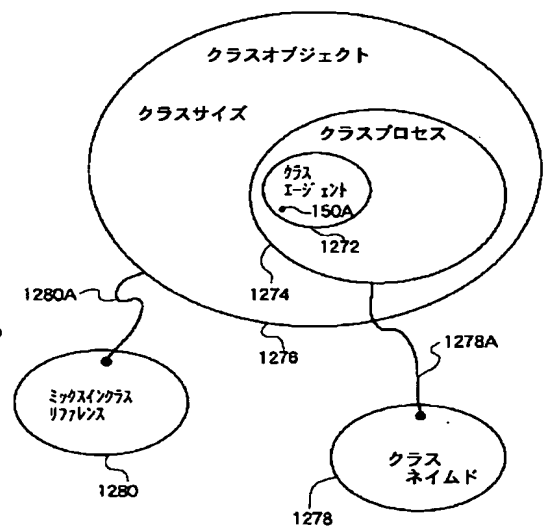 クラスオブジェクト
クラスサイズ
クラスプロセス
クラス
エージェント
150A
1272
1274
1280A
1276
1278A
ミックスインクラス
リファレンス
クラス
ネイムド
1280
1278